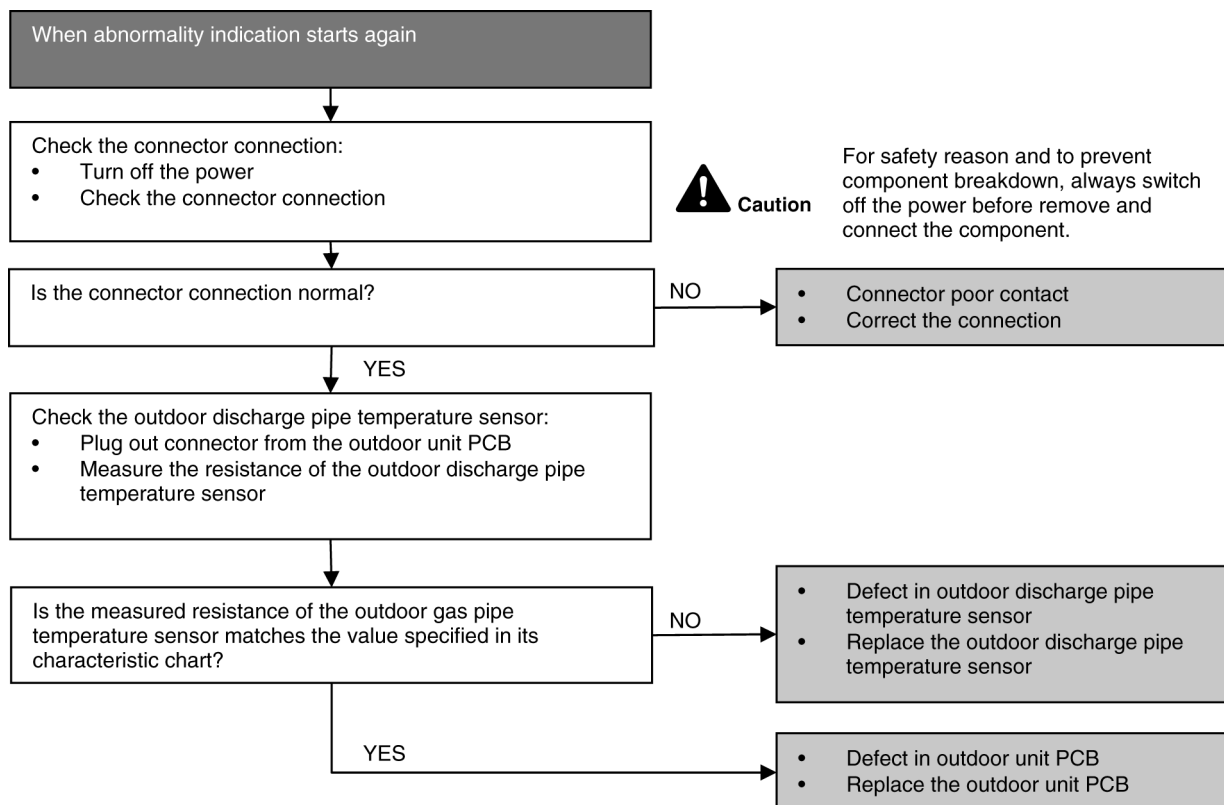 When abnormality indication starts again
Check the connector connection:
• Turn off the power
• Check the connector connection
Caution
For safety reason and to prevent
component breakdown, always switch
off the power before remove and
connect the component.
Is the connector connection normal?
NO
• Connector poor contact
• Correct the connection
YES
Check the outdoor discharge pipe temperature sensor:
• Plug out connector from the outdoor unit PCB
• Measure the resistance of the outdoor discharge pipe
temperature sensor
Is the measured resistance of the outdoor gas pipe
temperature sensor matches the value specified in its
characteristic chart?
NO
• Defect in outdoor discharge pipe
temperature sensor
• Replace the outdoor discharge pipe
temperature sensor
YES
• Defect in outdoor unit PCB
• Replace the outdoor unit PCB